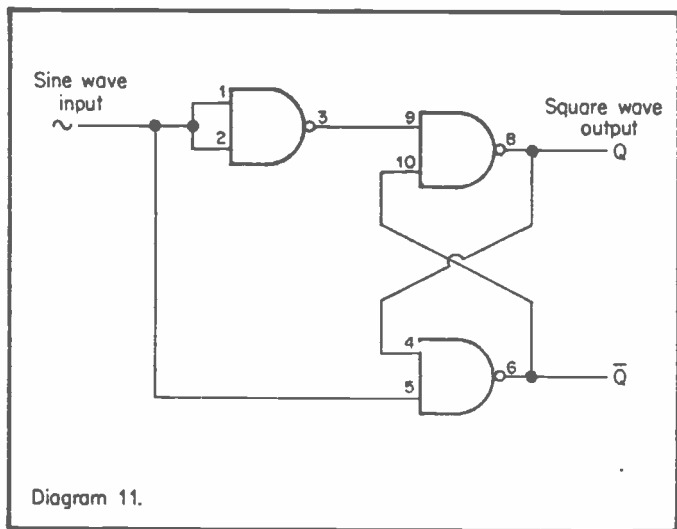 Sine wave
input
~
1
2
3
9
10
8
Square wave
output
Q
4
5
6
Q̅
Diagram 11.